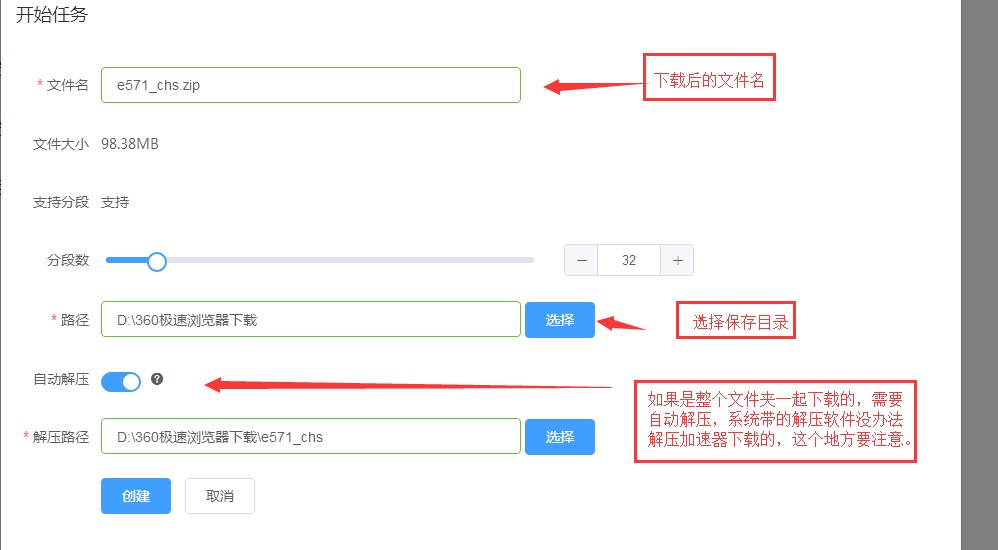 开始任务
* 文件名 e571_chs.zip 下载后的文件名
文件大小 98.38MB
支持分段 支持
分段数 − 32 +
* 路径 D:\360极速浏览器下载 选择 选择保存目录
自动解压 ?
如果是整个文件夹一起下载的，需要
自动解压，系统带的解压软件没办法
解压加速器下载的，这个地方要注意。
* 解压路径 D:\360极速浏览器下载\e571_chs 选择
创建 取消